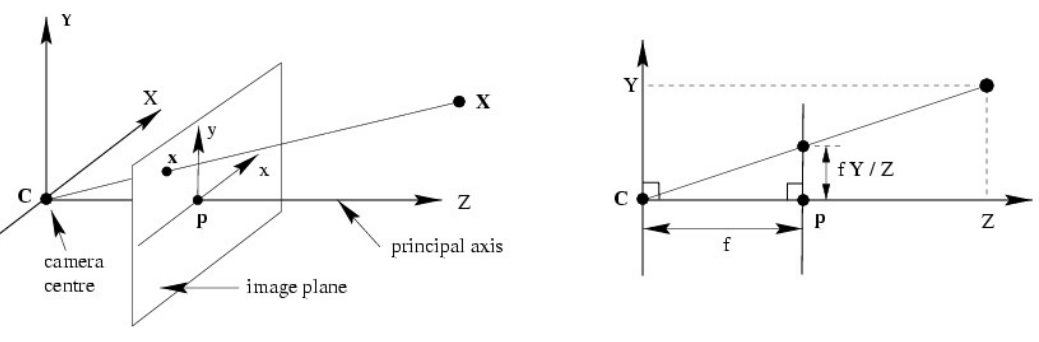 Y
X
X
x
y
x
C
Z
p
principal axis
camera
centre
image plane
Y
f Y / Z
C
p
Z
f